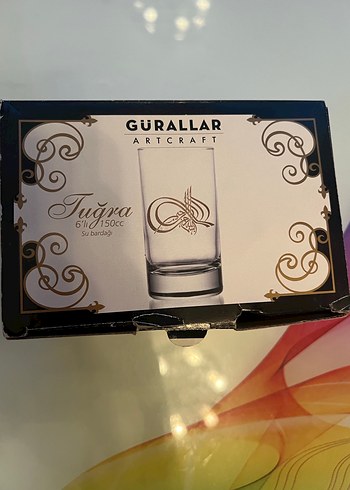 GÜRALLAR
ARTCRAFT
Tuğra
6'lı 150cc
Su bardağı